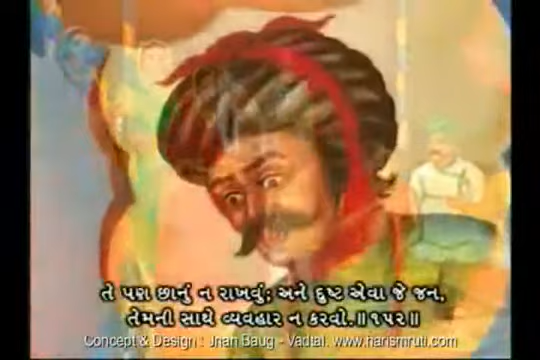 તે પણ છાનું ન રાખવું; અને દુષ્ટ એવા જે જન,
તેમની સાથે વ્યવહાર ન કરવો.॥૧૫૨॥
Concept & Design : Jnan Baug - Vadtal. www.harismruti.com